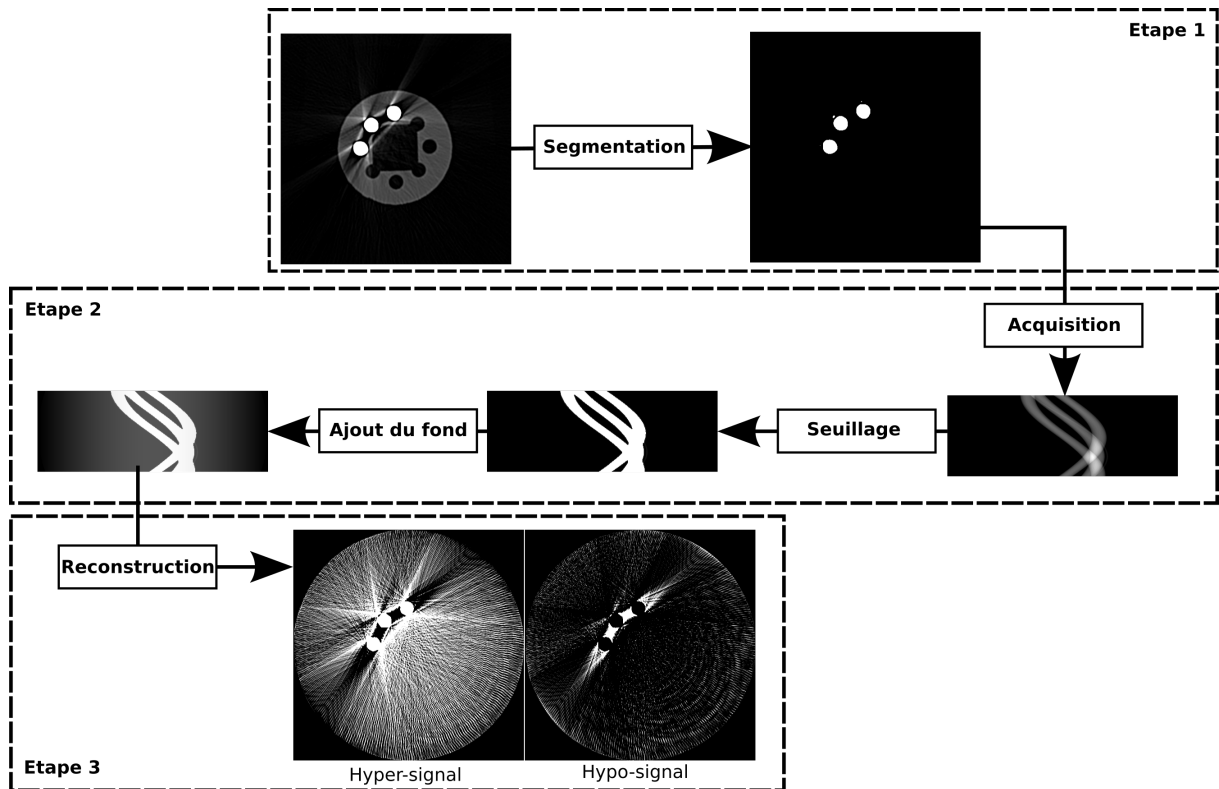 Etape 1
Segmentation
Etape 2
Acquisition
Ajout du fond
Seuillage
Reconstruction
Hyper-signal
Hypo-signal
Etape 3